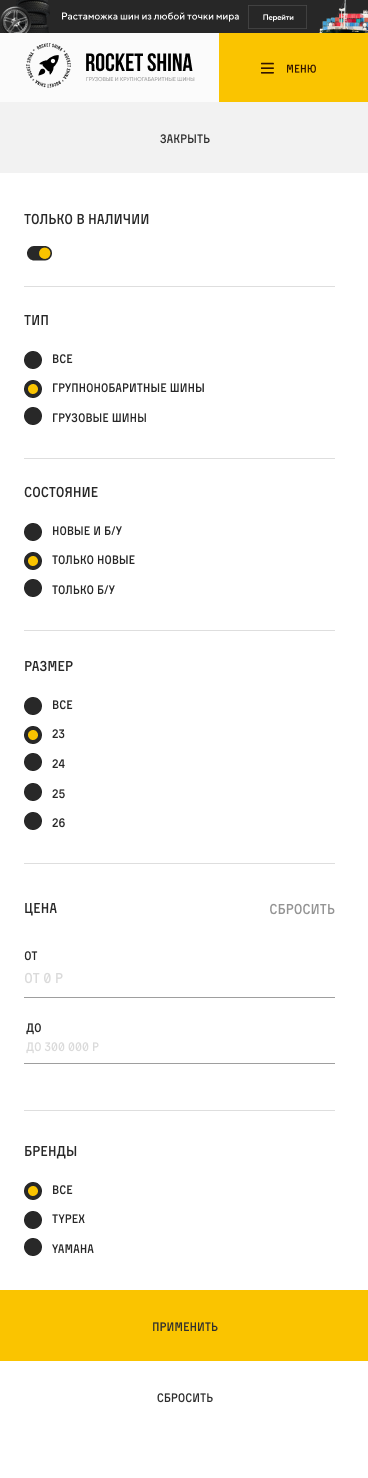 Растаможка шин из любой точки мира
Перейти
ROCKET SHINA
ГРУЗОВЫЕ И КРУПНОГАБАРИТНЫЕ ШИНЫ
МЕНЮ
ЗАКРЫТЬ
ТОЛЬКО В НАЛИЧИИ
ТИП
ВСЕ
ГРУПНОНОБАРИТНЫЕ ШИНЫ
ГРУЗОВЫЕ ШИНЫ
СОСТОЯНИЕ
НОВЫЕ И Б/У
ТОЛЬКО НОВЫЕ
ТОЛЬКО Б/У
РАЗМЕР
ВСЕ
23
24
25
26
ЦЕНА СБРОСИТЬ
ОТ
ОТ 0 Р
ДО
ДО 300 000 Р
БРЕНДЫ
ВСЕ
TYPEX
YAMAHA
ПРИМЕНИТЬ
СБРОСИТЬ